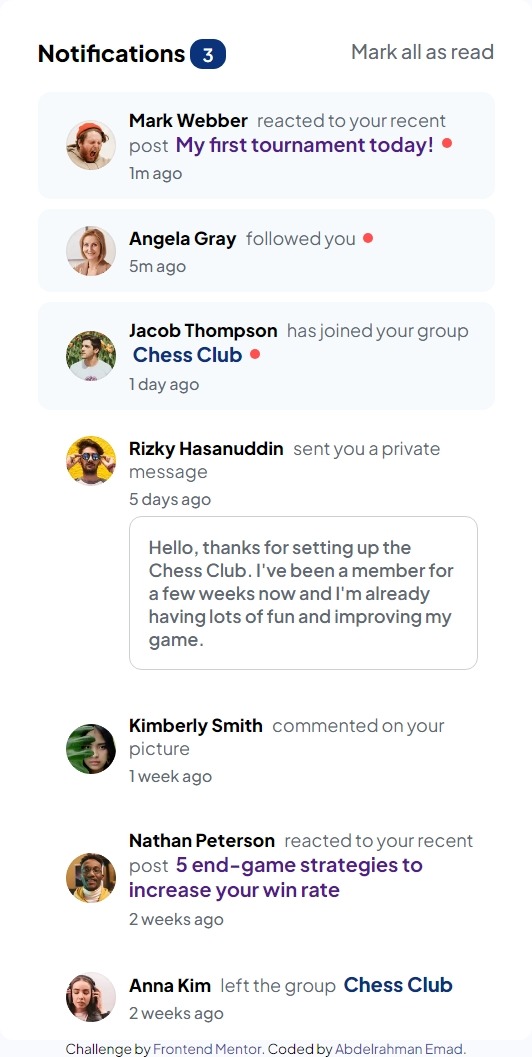 Notifications 3 Mark all as read
Mark Webber reacted to your recent
post My first tournament today!
1m ago
Angela Gray followed you
5m ago
Jacob Thompson has joined your group
Chess Club
1 day ago
Rizky Hasanuddin sent you a private
message
5 days ago
Hello, thanks for setting up the
Chess Club. I've been a member for
a few weeks now and I'm already
having lots of fun and improving my
game.
Kimberly Smith commented on your
picture
1 week ago
Nathan Peterson reacted to your recent
post 5 end-game strategies to
increase your win rate
2 weeks ago
Anna Kim left the group Chess Club
2 weeks ago
Challenge by Frontend Mentor. Coded by Abdelrahman Emad.